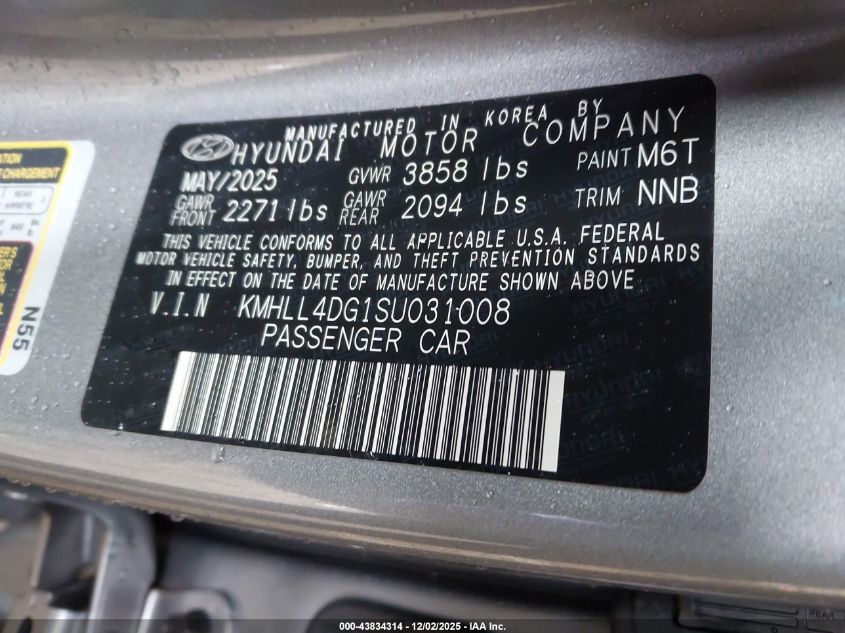 MANUFACTURED IN KOREA BY
HYUNDAI MOTOR COMPANY
MAY/2025 GVWR 3858 lbs PAINT M6T
GAWR FRONT 2271 lbs GAWR REAR 2094 lbs TRIM NNB
THIS VEHICLE CONFORMS TO ALL APPLICABLE U.S.A. FEDERAL
MOTOR VEHICLE SAFETY, BUMPER, AND THEFT PREVENTION STANDARDS
IN EFFECT ON THE DATE OF MANUFACTURE SHOWN ABOVE
V.I.N KMHLL4DG1SU031008
PASSENGER CAR
N55
000-43834314 - 12/02/2025 - IAA Inc.